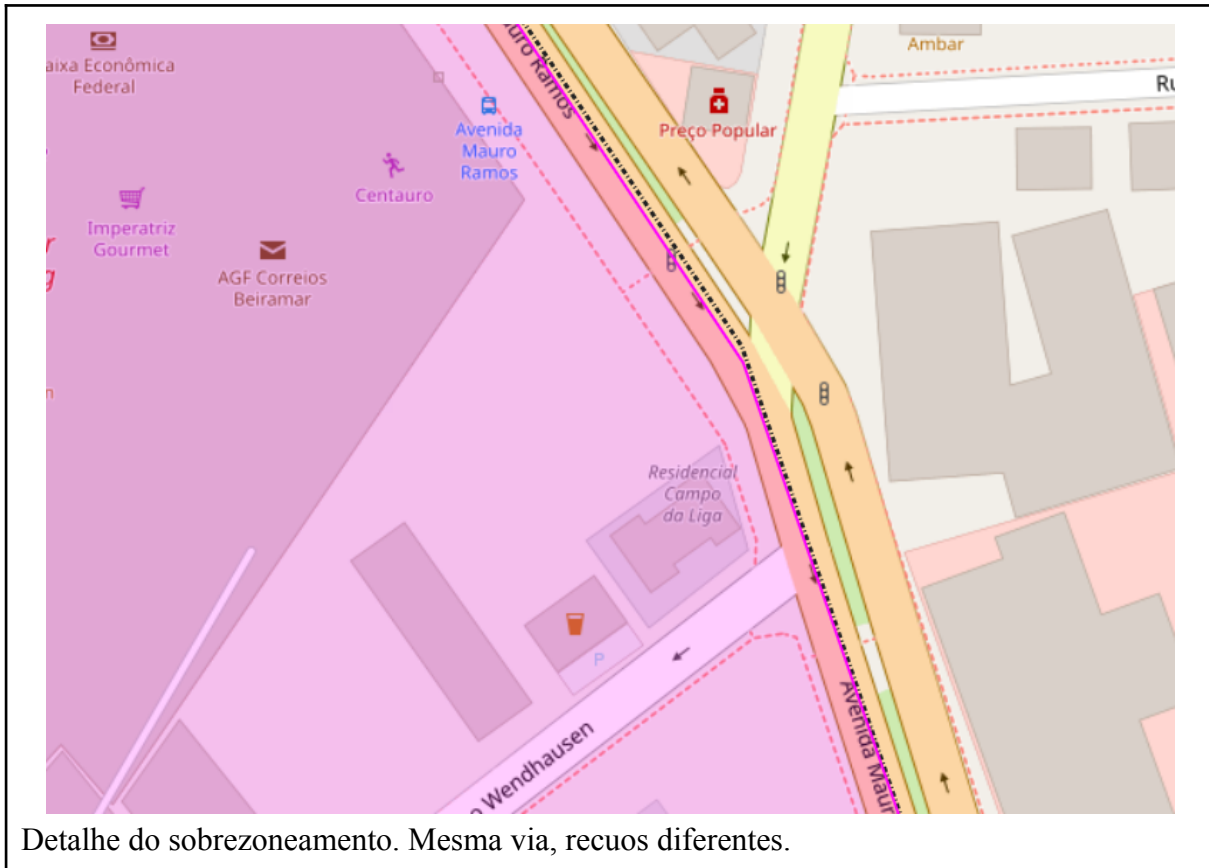 aixa Econômica
Federal
uro Ramos
Ambar
Ru
Avenida
Mauro
Ramos
Preço Popular
Centauro
Imperatriz
Gourmet
r
g
AGF Correios
Beiramar
n
Residencial
Campo
da Liga
P
o Wendhausen
Avenida Maur
Detalhe do sobrezoneamento. Mesma via, recuos diferentes.